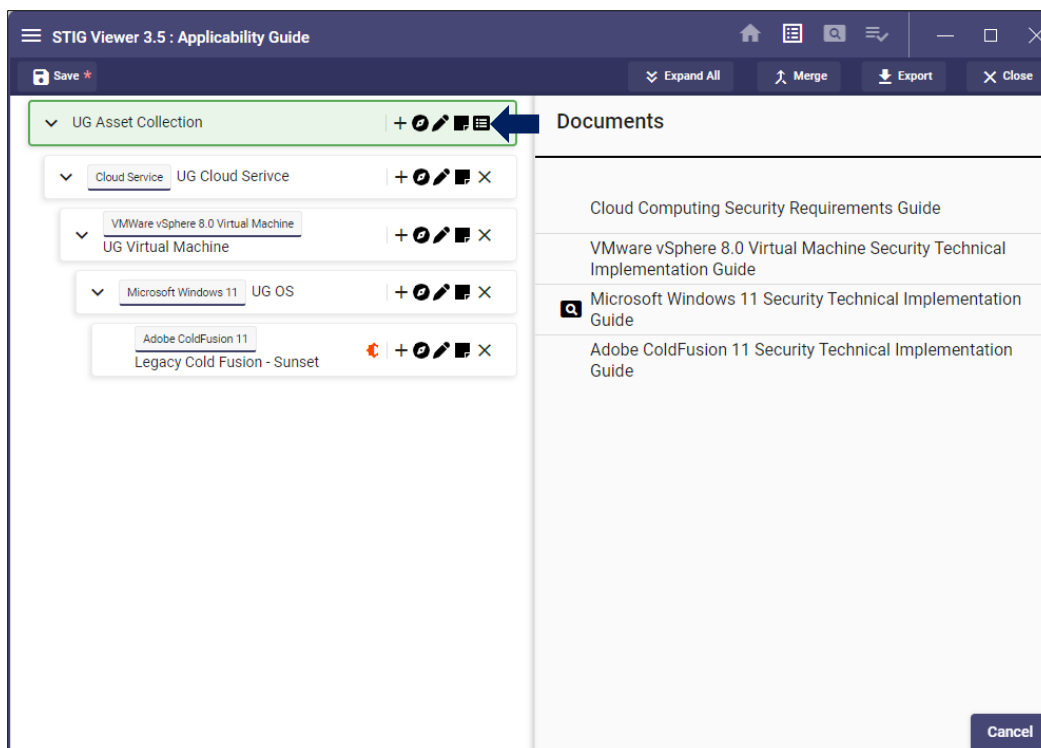 STIG Viewer 3.5 : Applicability Guide
Save *
Expand All
Merge
Export
Close
UG Asset Collection
Cloud Service UG Cloud Serivce
VMWare vSphere 8.0 Virtual Machine
UG Virtual Machine
Microsoft Windows 11 UG OS
Adobe ColdFusion 11
Legacy Cold Fusion - Sunset
Documents
Cloud Computing Security Requirements Guide
VMware vSphere 8.0 Virtual Machine Security Technical
Implementation Guide
Microsoft Windows 11 Security Technical Implementation
Guide
Adobe ColdFusion 11 Security Technical Implementation
Guide
Cancel